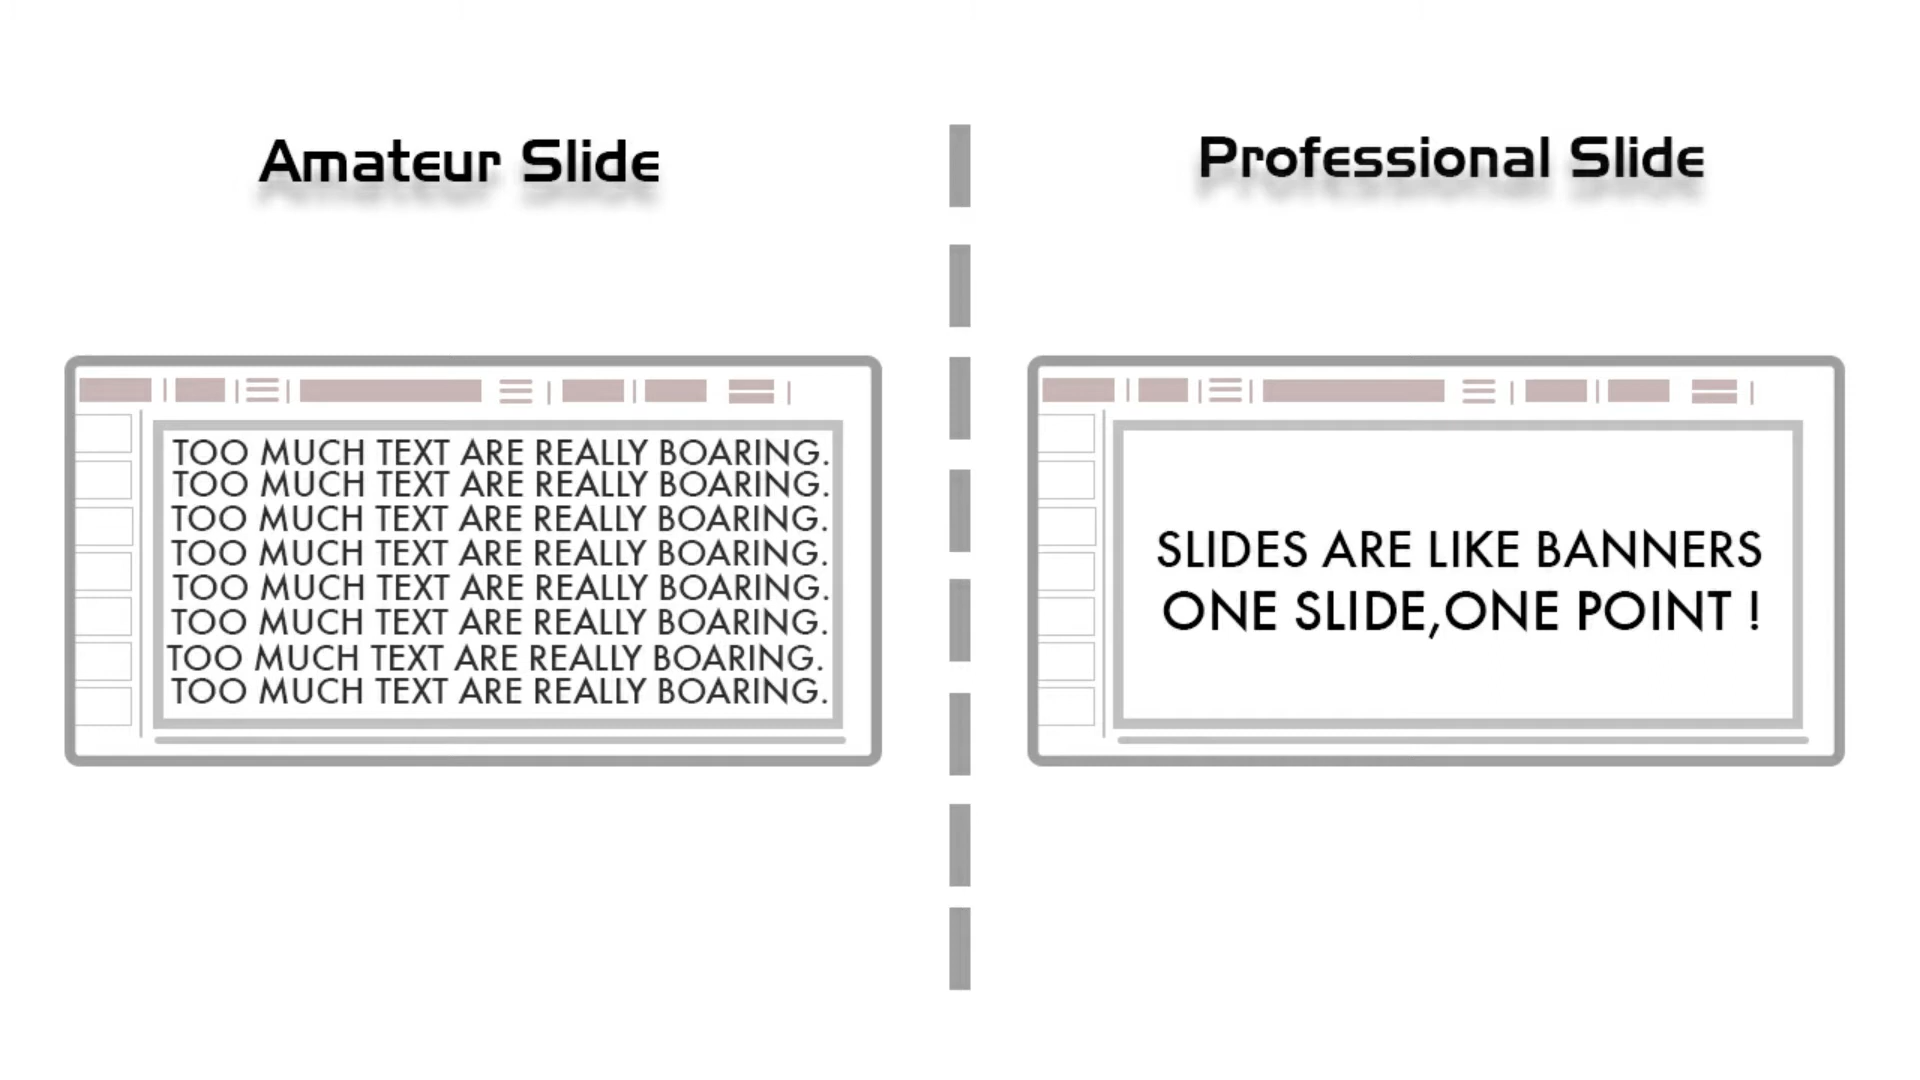 Amateur Slide
TOO MUCH TEXT ARE REALLY BOARING.
TOO MUCH TEXT ARE REALLY BOARING.
TOO MUCH TEXT ARE REALLY BOARING.
TOO MUCH TEXT ARE REALLY BOARING.
TOO MUCH TEXT ARE REALLY BOARING.
TOO MUCH TEXT ARE REALLY BOARING.
TOO MUCH TEXT ARE REALLY BOARING.
TOO MUCH TEXT ARE REALLY BOARING.
Professional Slide
SLIDES ARE LIKE BANNERS
ONE SLIDE,ONE POINT !